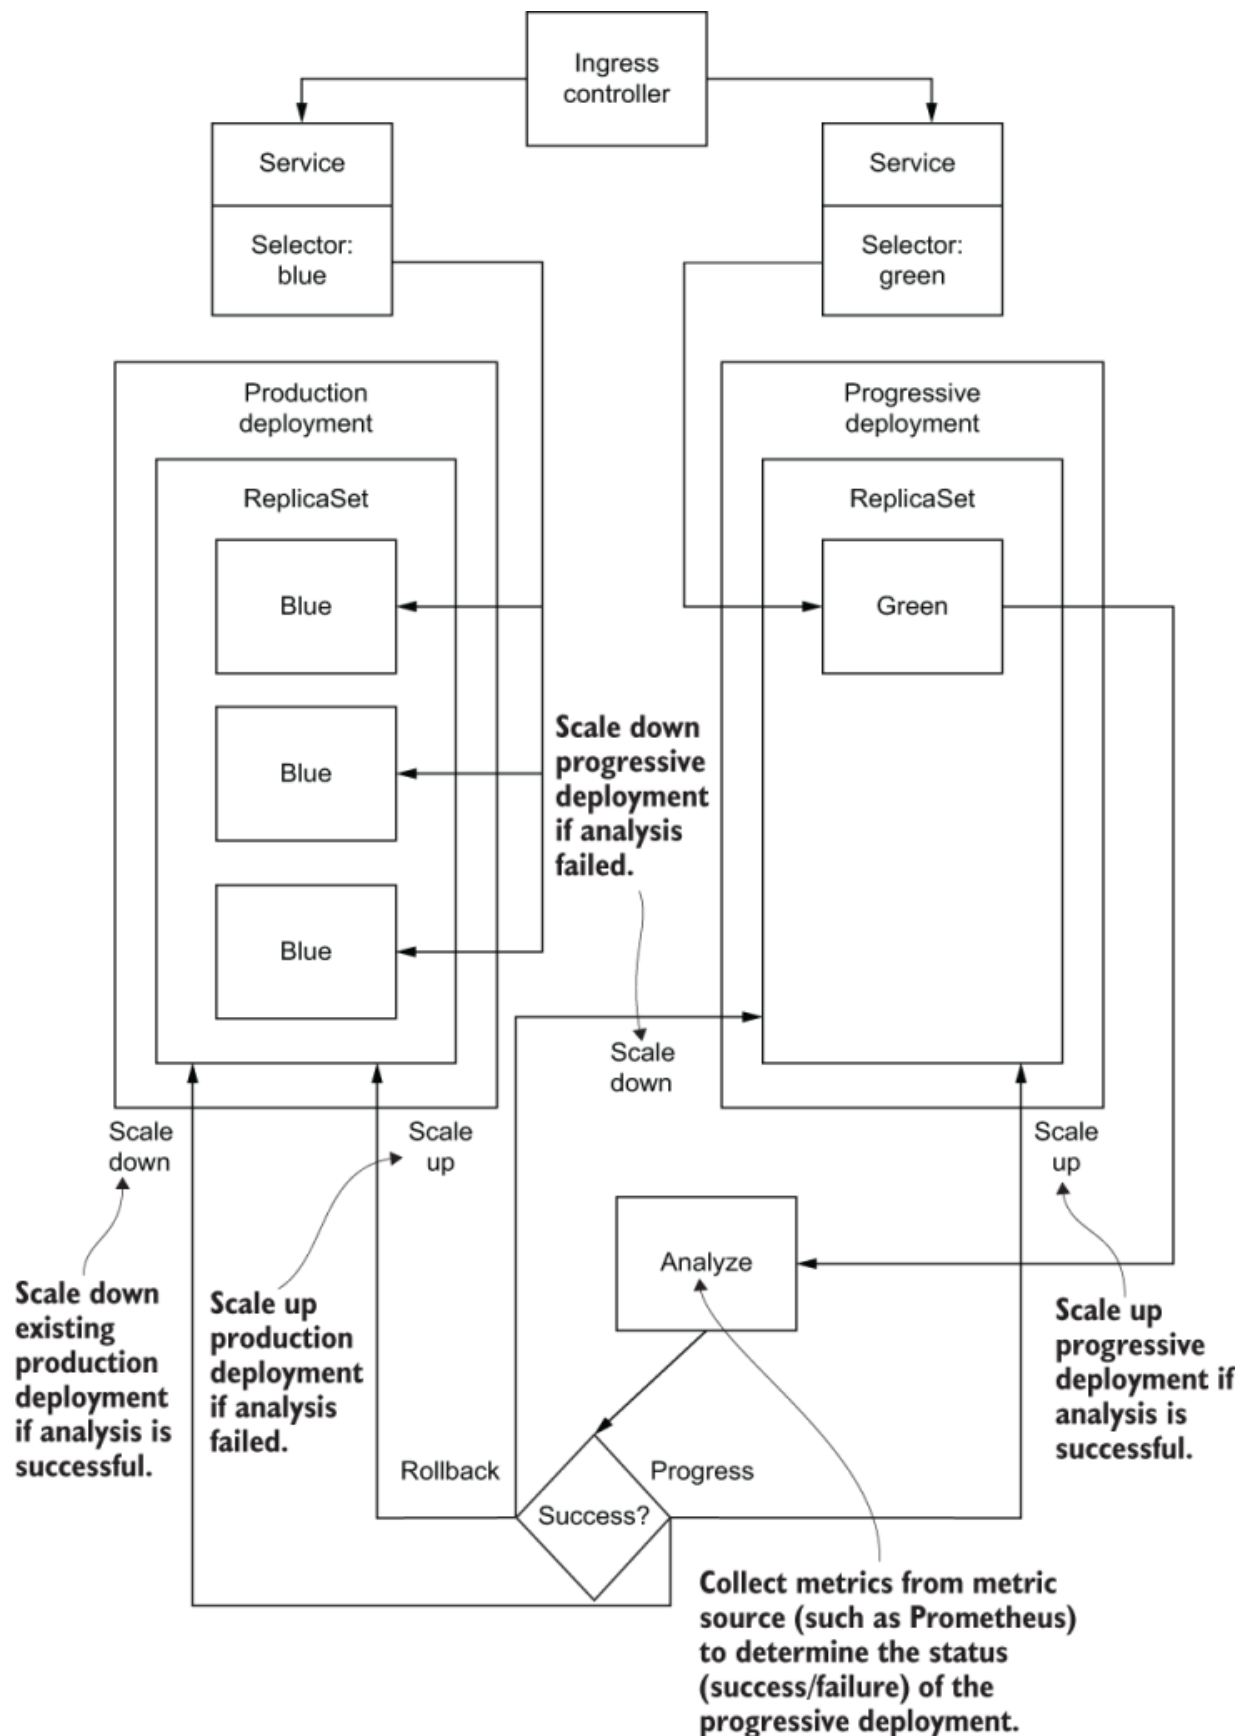 Ingress
controller
Service
Selector:
blue
Service
Selector:
green
Production
deployment
ReplicaSet
Blue
Blue
Blue
Progressive
deployment
ReplicaSet
Green
Scale down
progressive
deployment
if analysis
failed.
Scale
down
Scale
down
Scale
up
Scale
up
Analyze
Scale down
existing
production
deployment
if analysis is
successful.
Scale up
production
deployment
if analysis
failed.
Scale up
progressive
deployment if
analysis is
successful.
Rollback
Progress
Success?
Collect metrics from metric
source (such as Prometheus)
to determine the status
(success/failure) of the
progressive deployment.